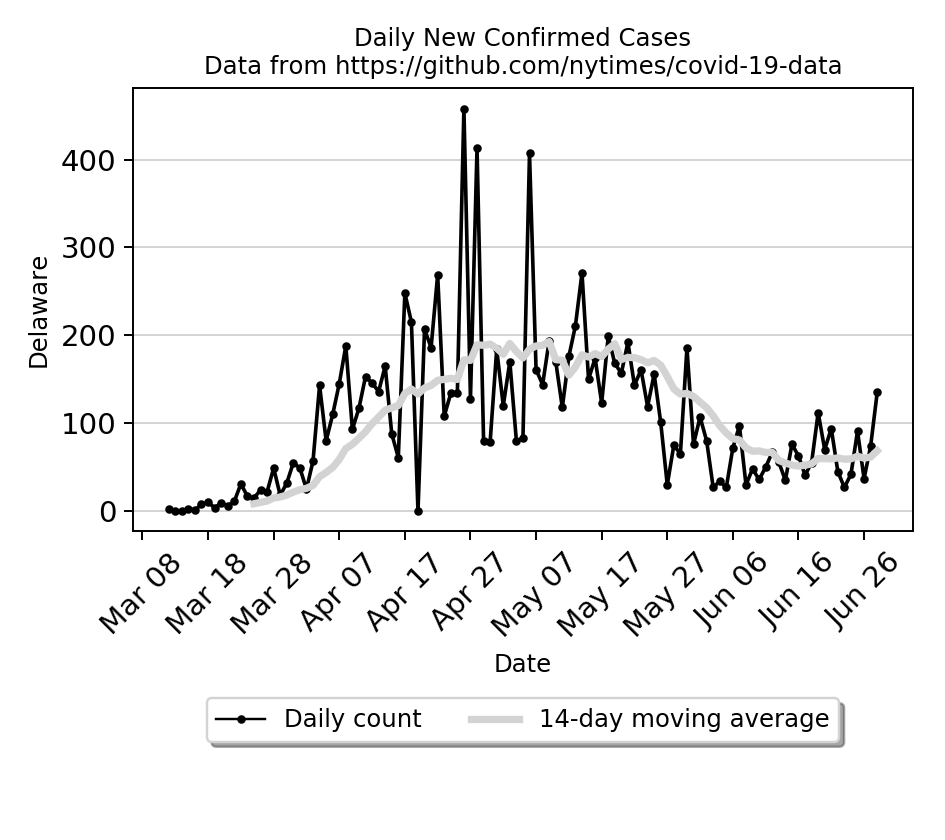 Daily New Confirmed Cases
Data from https://github.com/nytimes/covid-19-data
Delaware
400
300
200
100
0
Mar 08
Mar 18
Mar 28
Apr 07
Apr 17
Apr 27
May 07
May 17
May 27
Jun 06
Jun 16
Jun 26
Date
Daily count
14-day moving average